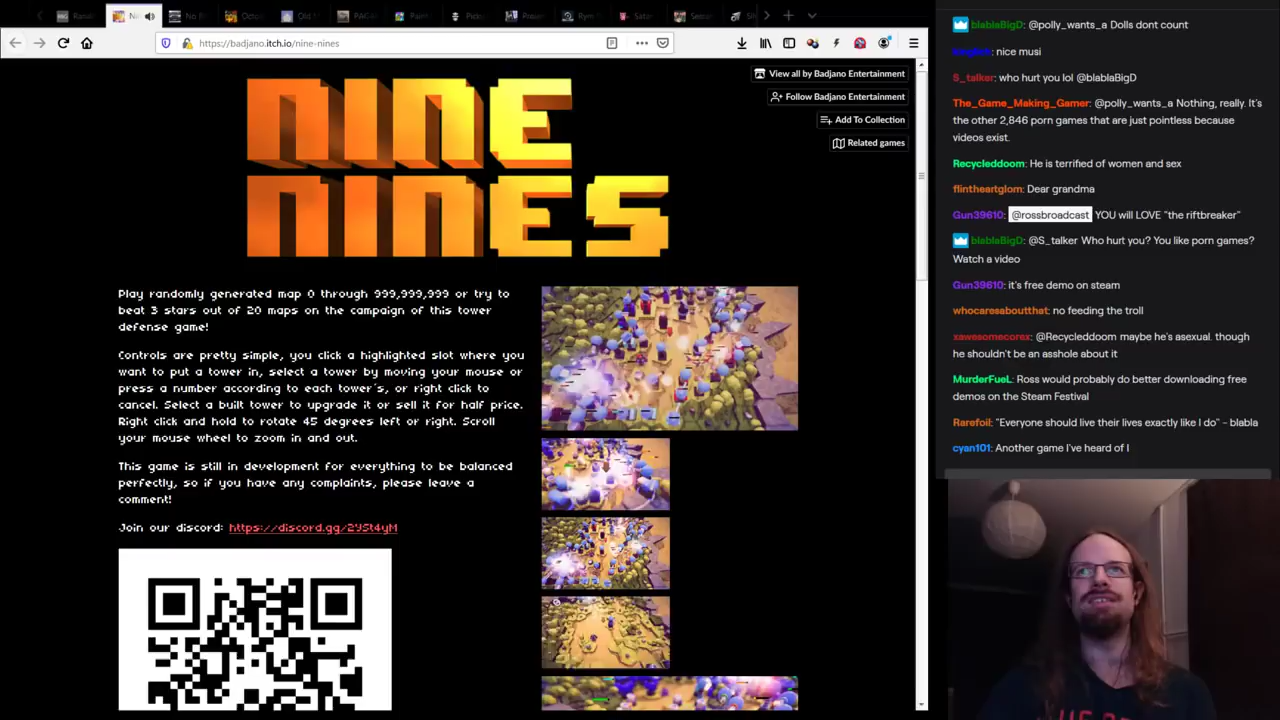 https://badjano.itch.io/nine-nines
View all by Badjano Entertainment
Follow Badjano Entertainment
Add To Collection
Related games
NINE
NINES
Play randomly generated map 0 through 999,999,999 or try to
beat 3 stars out of 20 maps on the campaign of this tower
defense game!
Controls are pretty simple, you click a highlighted slot where you
want to put a tower in, select a tower by moving your mouse or
press a number according to each tower's, or right click to
cancel. Select a built tower to upgrade it or sell it for half price.
Right click and hold to rotate 45 degrees left or right. Scroll
your mouse wheel to zoom in and out.
This game is still in development for everything to be balanced
perfectly, so if you have any complaints, please leave a
comment!
Join our discord:
blablaBigD: @polly_wants_a Dolls dont count
nice musi
S_talker: who hurt you lol @blablaBigD
The_Game_Making_Gamer: @polly_wants_a Nothing, really. It's
the other 2,846 porn games that are just pointless because
videos exist.
Recycleddoom: He is terrified of women and sex
flintheartglom: Dear grandma
Gun39610: @rossbroadcast YOU will LOVE "the riftbreaker"
blablaBigD: @S_talker Who hurt you? You like porn games?
Watch a video
Gun39610: it's free demo on steam
whocaresaboutthat: no feeding the troll
xawesomecorex: @Recycleddoom maybe he's asexual. though
he shouldn't be an asshole about it
MurderFueL: Ross would probably do better downloading free
demos on the Steam Festival
Rarefoil: "Everyone should live their lives exactly like I do" - blabla
cyan101: Another game I've heard of I